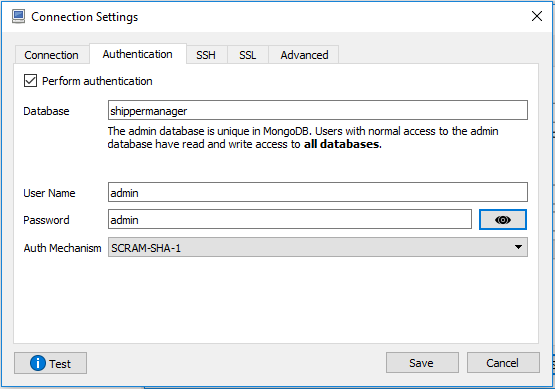 Connection Settings
Connection Authentication SSH SSL Advanced
Perform authentication
Database shippermanager
The admin database is unique in MongoDB. Users with normal access to the admin
database have read and write access to all databases.
User Name admin
Password admin
Auth Mechanism SCRAM-SHA-1
Test Save Cancel